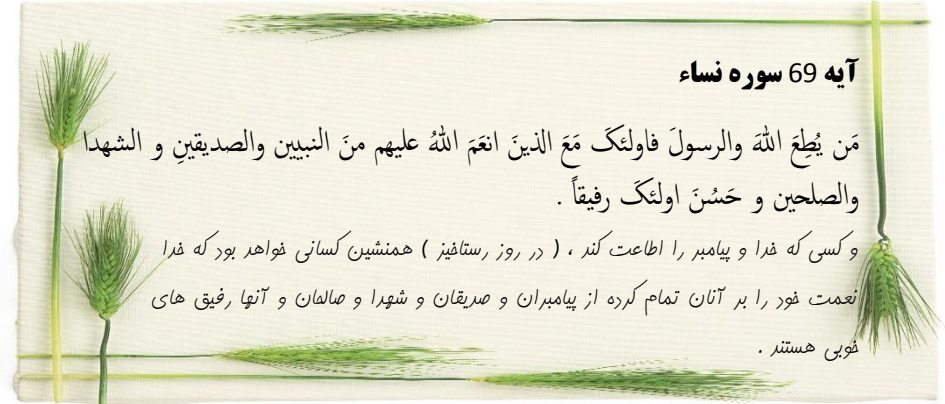 آیه 69 سوره نساء
مَن یُطِعَ اللهَ والرسولَ فاولئکَ مَعَ الذینَ انعَمَ اللهُ علیهم منَ النبیین والصدیقینِ و الشهدا
والصلحین و حَسُنَ اولئکَ رفیقاً .
و کسی که خدا و پیامبر را اطاعت کند ، ( در روز رستاخیز ) همنشین کسانی خواهد بود که خدا
نعمت خود را بر آنان تمام کرده از پیامبران و صدیقان و شهدا و صالحان و آنها رفیق های
خوبی هستند .